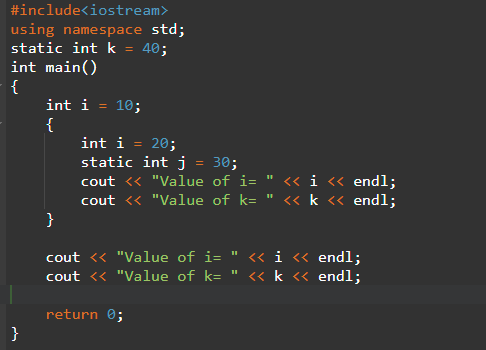 #include<iostream>
using namespace std;
static int k = 40;
int main()
{
    int i = 10;
    {
        int i = 20;
        static int j = 30;
        cout << "Value of i= " << i << endl;
        cout << "Value of k= " << k << endl;
    }

    cout << "Value of i= " << i << endl;
    cout << "Value of k= " << k << endl;

    return 0;
}